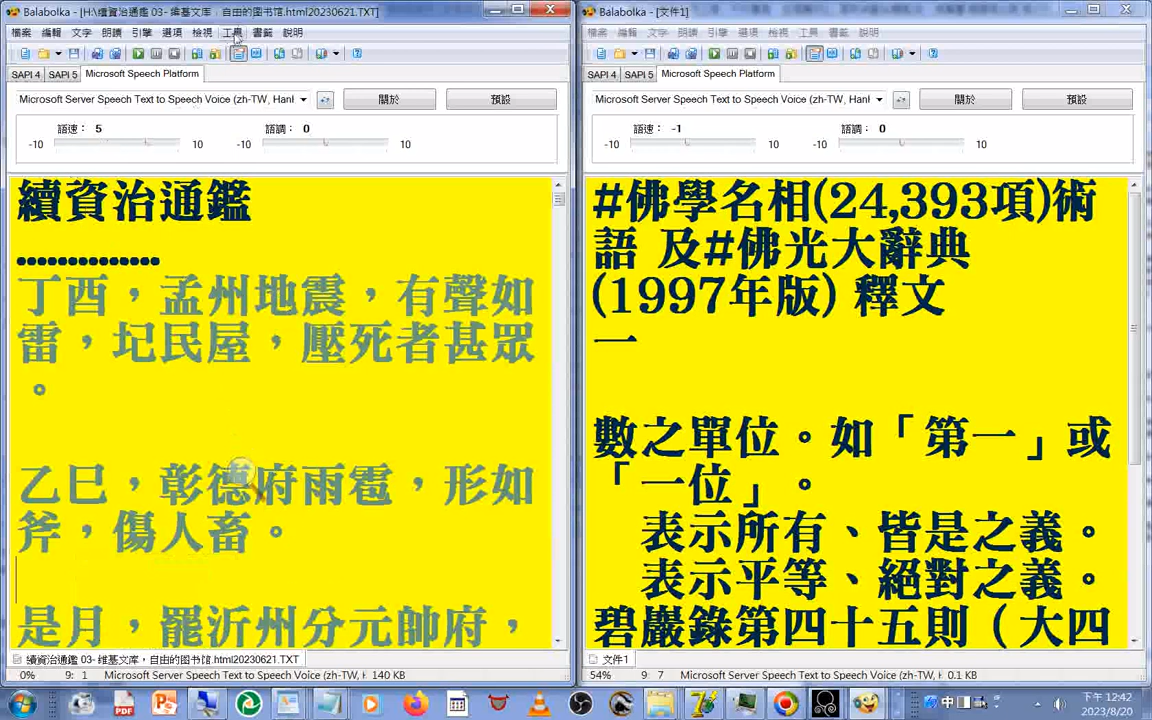 Balabolka - [H:\續資治通鑑 03- 维基文库，自由的图书馆.html20230621.TXT]
檔案 編輯 文字 朗讀 引擎 選項 檢視 工具 書籤 說明
SAPI 4 SAPI 5 Microsoft Speech Platform
Microsoft Server Speech Text to Speech Voice (zh-TW, Hanl
關於
預設
語速： 5
語調： 0
-10 10 -10 10
續資治通鑑
••••••••••••••
丁酉，孟州地震，有聲如
雷，圮民屋，壓死者甚眾
。
乙巳，彰德府雨雹，形如
斧，傷人畜。
是月，罷沂州分元帥府，
續資治通鑑 03- 维基文库，自由的图书馆.html20230621.TXT
0% 9: 1 Microsoft Server Speech Text to Speech Voice (zh-T 140 KB
Balabolka - [文件1]
檔案 編輯 文字 朗讀 引擎 選項 檢視 工具 書籤 說明
SAPI 4 SAPI 5 Microsoft Speech Platform
Microsoft Server Speech Text to Speech Voice (zh-TW, Hanl
關於
預設
語速： -1
語調： 0
-10 10 -10 10
#佛學名相(24,393項)術
語 及#佛光大辭典
(1997年版) 釋文
一
數之單位。如「第一」或
「一位」。
表示所有、皆是之義。
表示平等、絕對之義。
碧巖錄第四十五則（大四
文件1
54% 9: 7 Microsoft Server Speech Text to Speech Voice (zh-T 0.1 KB
PDF
中
下午 12:42
2023/8/20